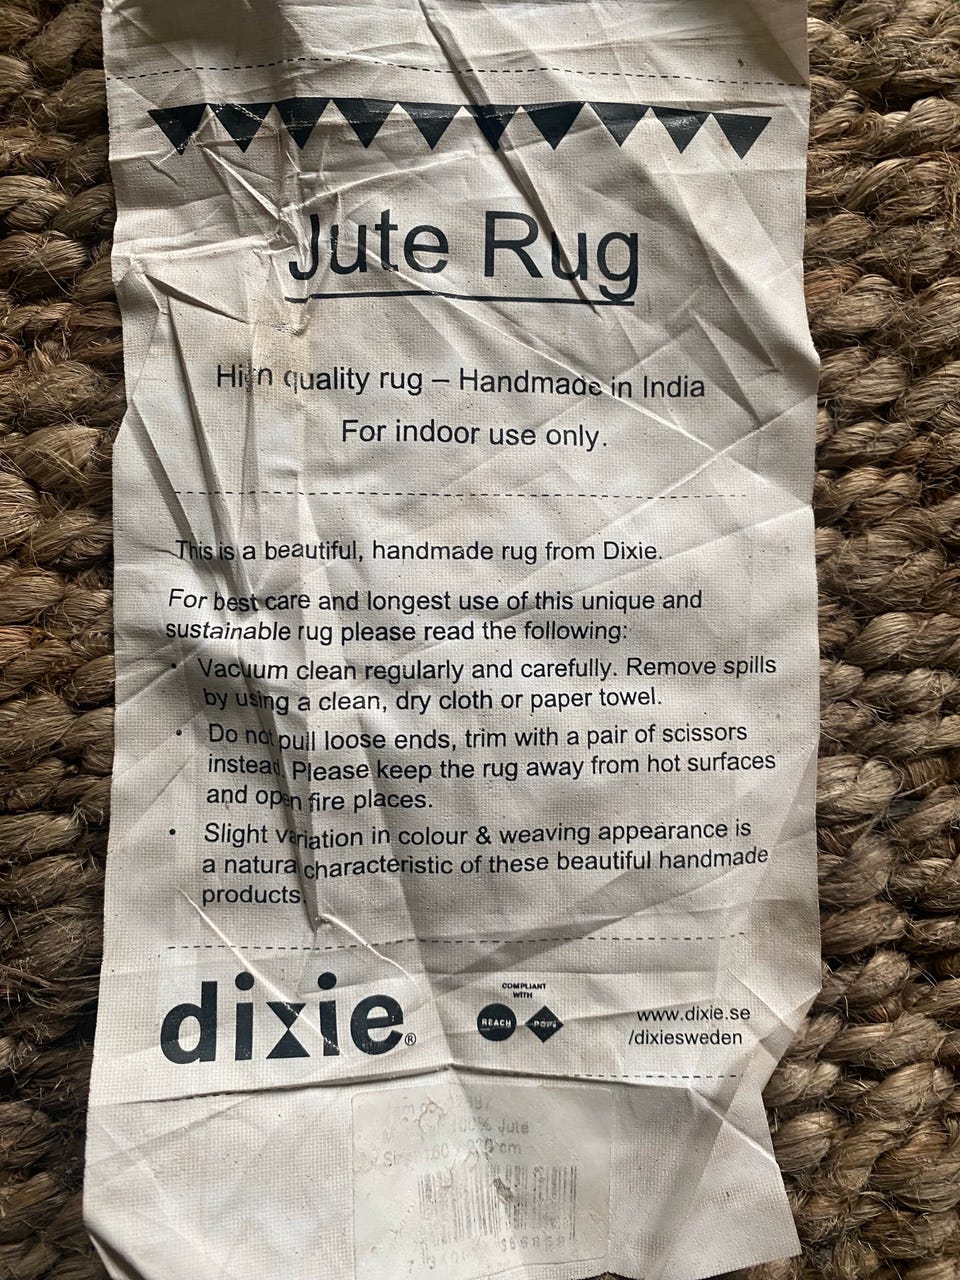 Jute Rug
High quality rug – Handmade in India
For indoor use only.
This is a beautiful, handmade rug from Dixie.
For best care and longest use of this unique and
sustainable rug please read the following:
• Vacuum clean regularly and carefully. Remove spills
by using a clean, dry cloth or paper towel.
• Do not pull loose ends, trim with a pair of scissors
instead. Please keep the rug away from hot surfaces
and open fire places.
• Slight variation in colour & weaving appearance is
a natural characteristic of these beautiful handmade
products.
dixie®
COMPLIANT
WITH
REACH
POPs
www.dixie.se
/dixiesweden
100% Jute
Size cm